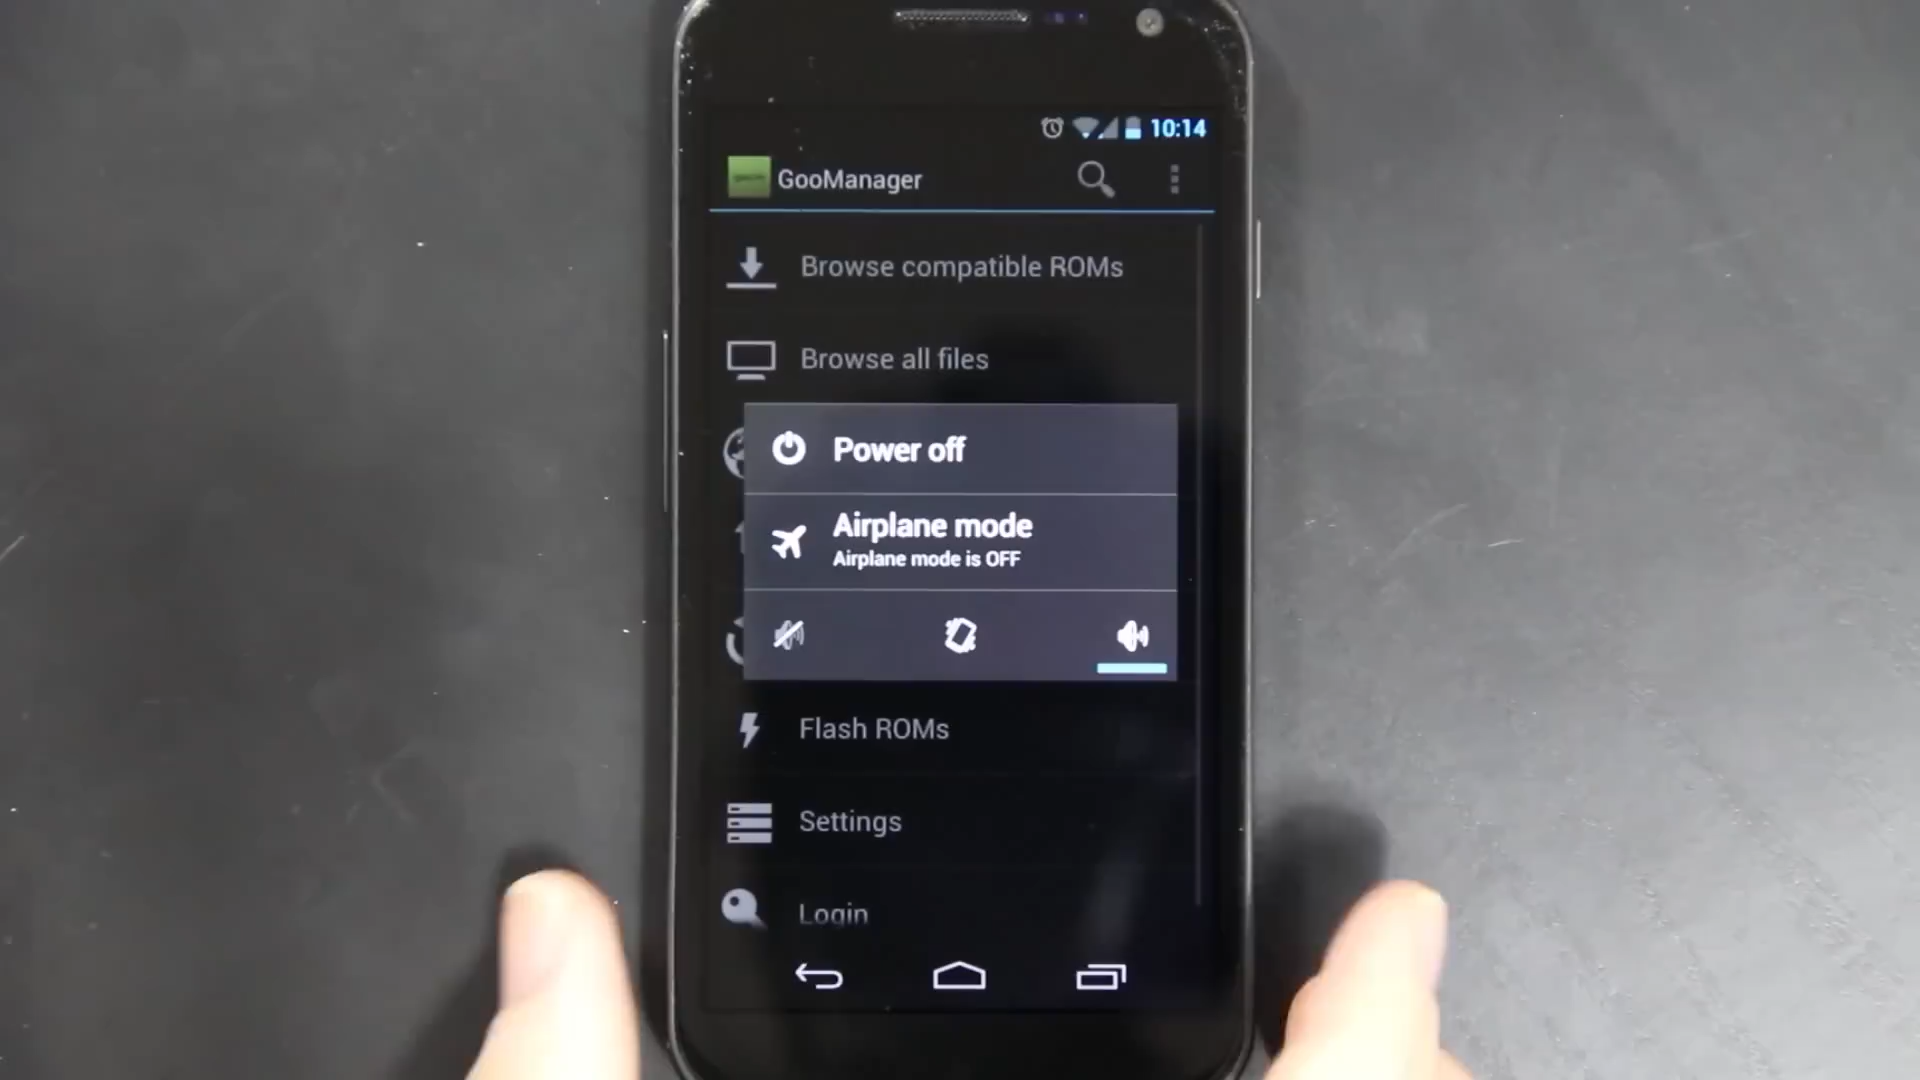 10:14
GooManager
Browse compatible ROMs
Browse all files
Power off
Airplane mode
Airplane mode is OFF
Flash ROMs
Settings
Login